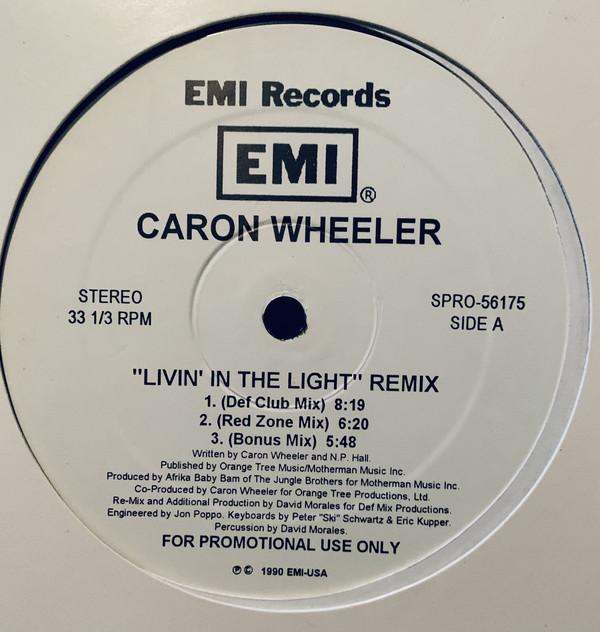 EMI Records
EMI ®
CARON WHEELER
STEREO
33 1/3 RPM
SPRO-56175
SIDE A
"LIVIN' IN THE LIGHT" REMIX
1. (Def Club Mix) 8:19
2. (Red Zone Mix) 6:20
3. (Bonus Mix) 5:48
Written by Caron Wheeler and N.P. Hall.
Published by Orange Tree Music/Motherman Music Inc.
Produced by Afrika Baby Bam of The Jungle Brothers for Motherman Music Inc.
Co-Produced by Caron Wheeler for Orange Tree Productions, Ltd.
Re-Mix and Additional Production by David Morales for Def Mix Productions.
Engineered by Jon Poppo. Keyboards by Peter "Ski" Schwartz & Eric Kupper.
Percussion by David Morales.
FOR PROMOTIONAL USE ONLY
℗ © 1990 EMI-USA